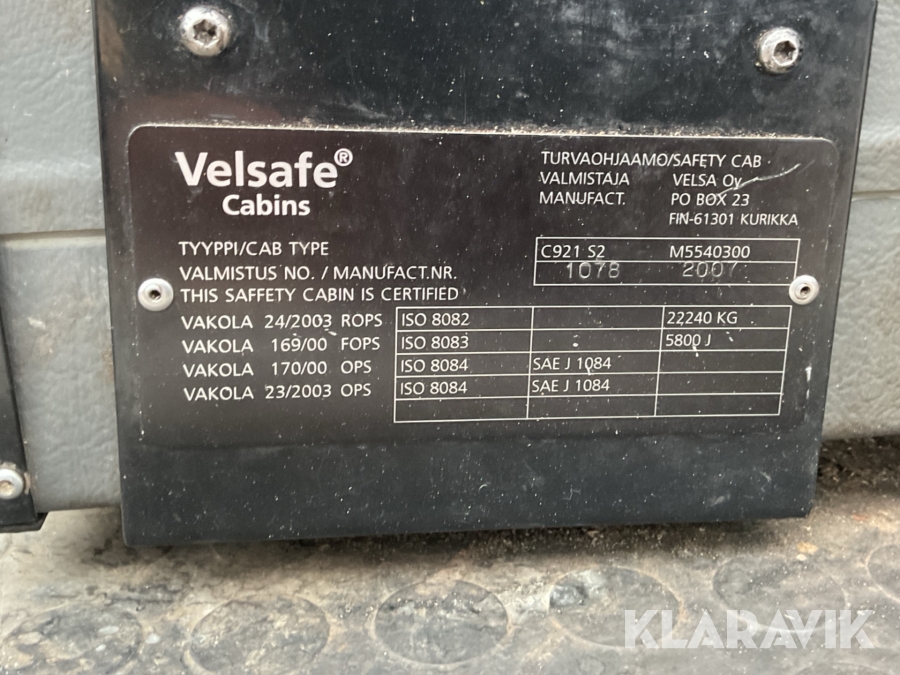 Velsafe®
Cabins
TURVAOHJAAMO/SAFETY CAB
VALMISTAJA VELSA Oy
MANUFACT. PO BOX 23
FIN-61301 KURIKKA
TYYPPI/CAB TYPE C921 S2 M5540300
VALMISTUS NO. / MANUFACT.NR. 1078 2007
THIS SAFFETY CABIN IS CERTIFIED
VAKOLA 24/2003 ROPS ISO 8082 22240 KG
VAKOLA 169/00 FOPS ISO 8083 5800 J
VAKOLA 170/00 OPS ISO 8084 SAE J 1084
VAKOLA 23/2003 OPS ISO 8084 SAE J 1084
KLARAVIK